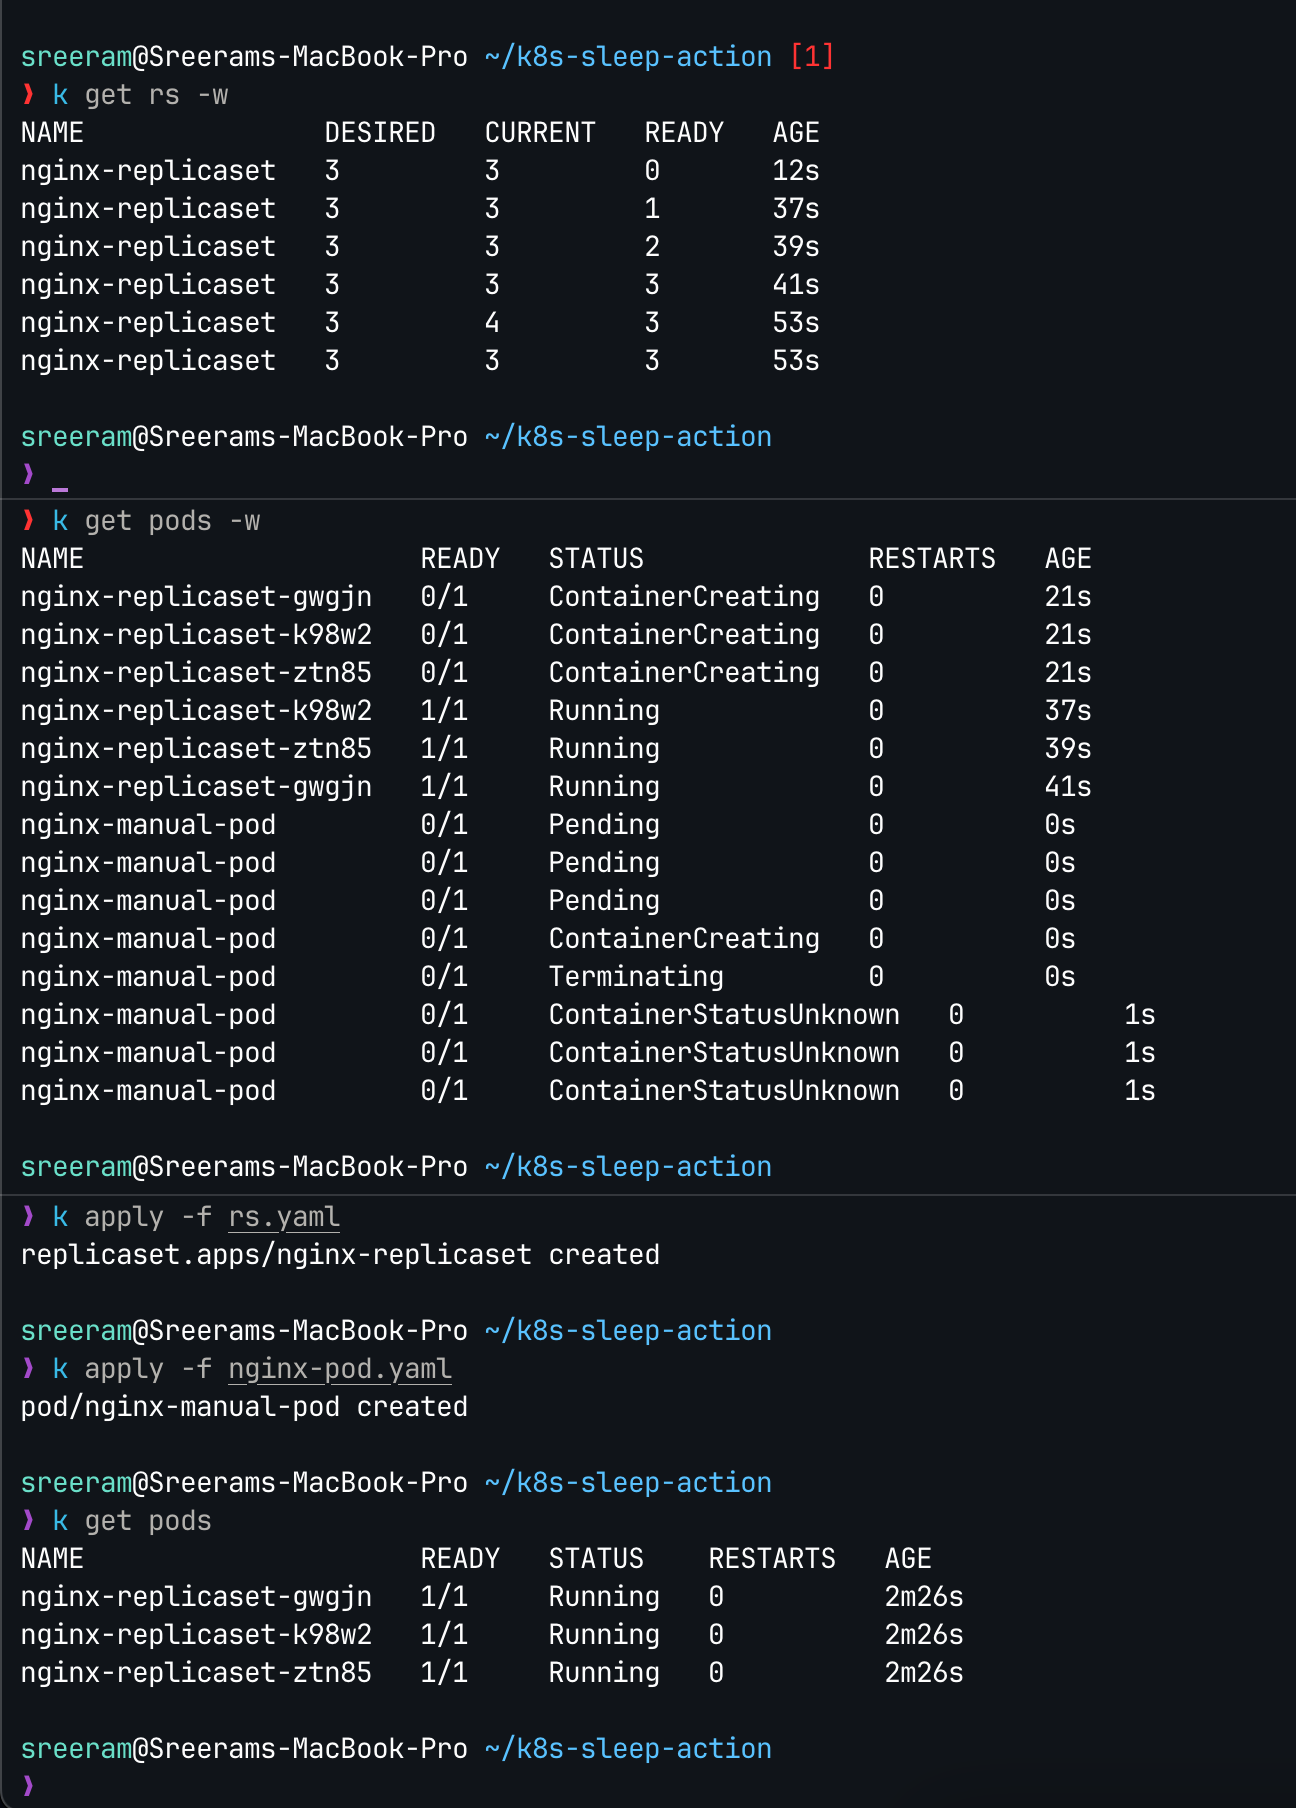 sreeram@Sreerams-MacBook-Pro ~/k8s-sleep-action [1]
❯ k get rs -w
NAME               DESIRED   CURRENT   READY   AGE
nginx-replicaset   3         3         0       12s
nginx-replicaset   3         3         1       37s
nginx-replicaset   3         3         2       39s
nginx-replicaset   3         3         3       41s
nginx-replicaset   3         4         3       53s
nginx-replicaset   3         3         3       53s
sreeram@Sreerams-MacBook-Pro ~/k8s-sleep-action
❯ _
❯ k get pods -w
NAME                     READY   STATUS              RESTARTS   AGE
nginx-replicaset-gwgjn   0/1     ContainerCreating   0          21s
nginx-replicaset-k98w2   0/1     ContainerCreating   0          21s
nginx-replicaset-ztn85   0/1     ContainerCreating   0          21s
nginx-replicaset-k98w2   1/1     Running             0          37s
nginx-replicaset-ztn85   1/1     Running             0          39s
nginx-replicaset-gwgjn   1/1     Running             0          41s
nginx-manual-pod         0/1     Pending             0          0s
nginx-manual-pod         0/1     Pending             0          0s
nginx-manual-pod         0/1     Pending             0          0s
nginx-manual-pod         0/1     ContainerCreating   0          0s
nginx-manual-pod         0/1     Terminating         0          0s
nginx-manual-pod         0/1     ContainerStatusUnknown   0          1s
nginx-manual-pod         0/1     ContainerStatusUnknown   0          1s
nginx-manual-pod         0/1     ContainerStatusUnknown   0          1s
sreeram@Sreerams-MacBook-Pro ~/k8s-sleep-action
❯ k apply -f rs.yaml
replicaset.apps/nginx-replicaset created
sreeram@Sreerams-MacBook-Pro ~/k8s-sleep-action
❯ k apply -f nginx-pod.yaml
pod/nginx-manual-pod created
sreeram@Sreerams-MacBook-Pro ~/k8s-sleep-action
❯ k get pods
NAME                     READY   STATUS    RESTARTS   AGE
nginx-replicaset-gwgjn   1/1     Running   0          2m26s
nginx-replicaset-k98w2   1/1     Running   0          2m26s
nginx-replicaset-ztn85   1/1     Running   0          2m26s
sreeram@Sreerams-MacBook-Pro ~/k8s-sleep-action
❯